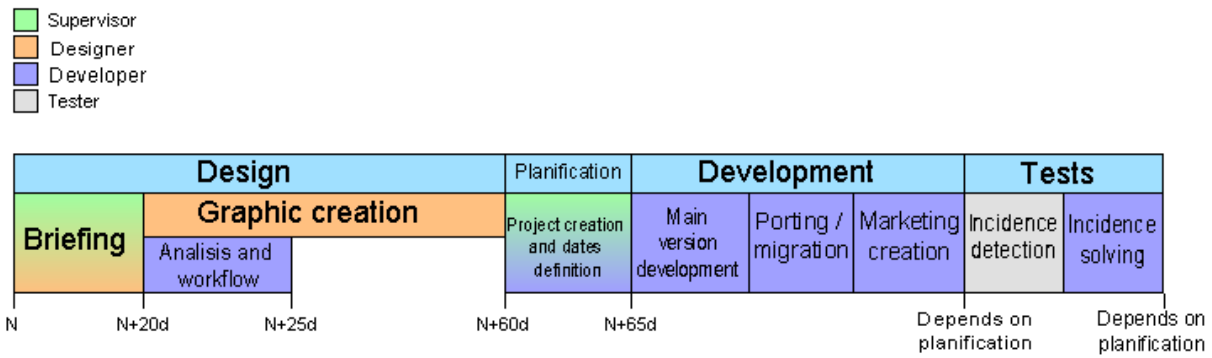 Supervisor
Designer
Developer
Tester
Design
Planification
Development
Tests
Briefing
Graphic creation
Analisis and
workflow
Project creation
and dates
definition
Main
version
development
Porting /
migration
Marketing
creation
Incidence
detection
Incidence
solving
N
N+20d
N+25d
N+60d
N+65d
Depends on
planification
Depends on
planification